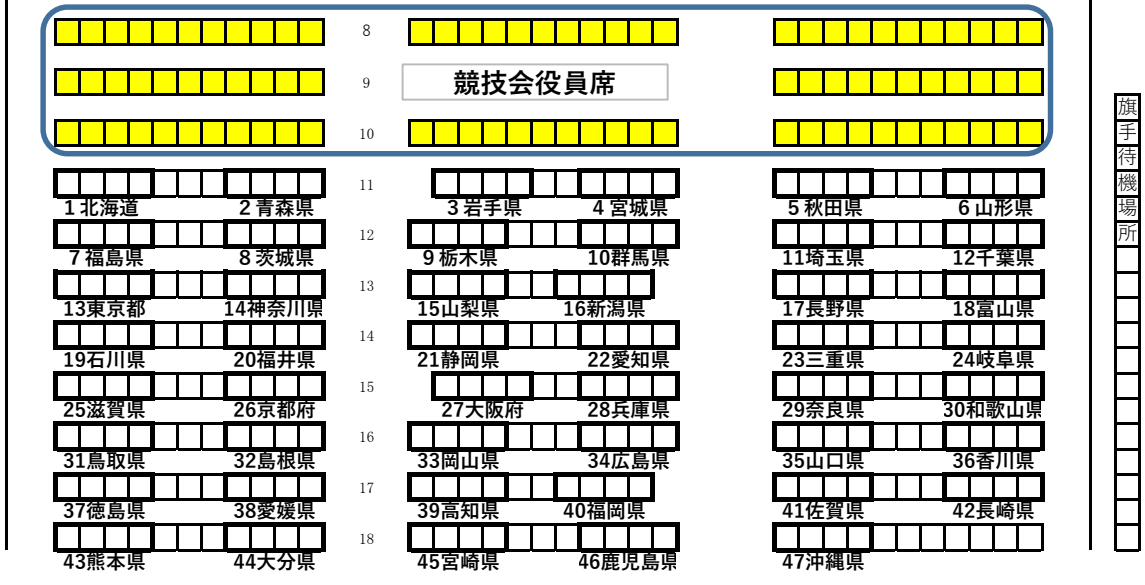 8
9 競技会役員席
10
11
1 北海道 2 青森県 3 岩手県 4 宮城県 5 秋田県 6 山形県
12
7 福島県 8 茨城県 9 栃木県 10群馬県 11埼玉県 12千葉県
13
13東京都 14神奈川県 15山梨県 16新潟県 17長野県 18富山県
14
19石川県 20福井県 21静岡県 22愛知県 23三重県 24岐阜県
15
25滋賀県 26京都府 27大阪府 28兵庫県 29奈良県 30和歌山県
16
31鳥取県 32島根県 33岡山県 34広島県 35山口県 36香川県
17
37徳島県 38愛媛県 39高知県 40福岡県 41佐賀県 42長崎県
18
43熊本県 44大分県 45宮崎県 46鹿児島県 47沖縄県
旗手待機場所